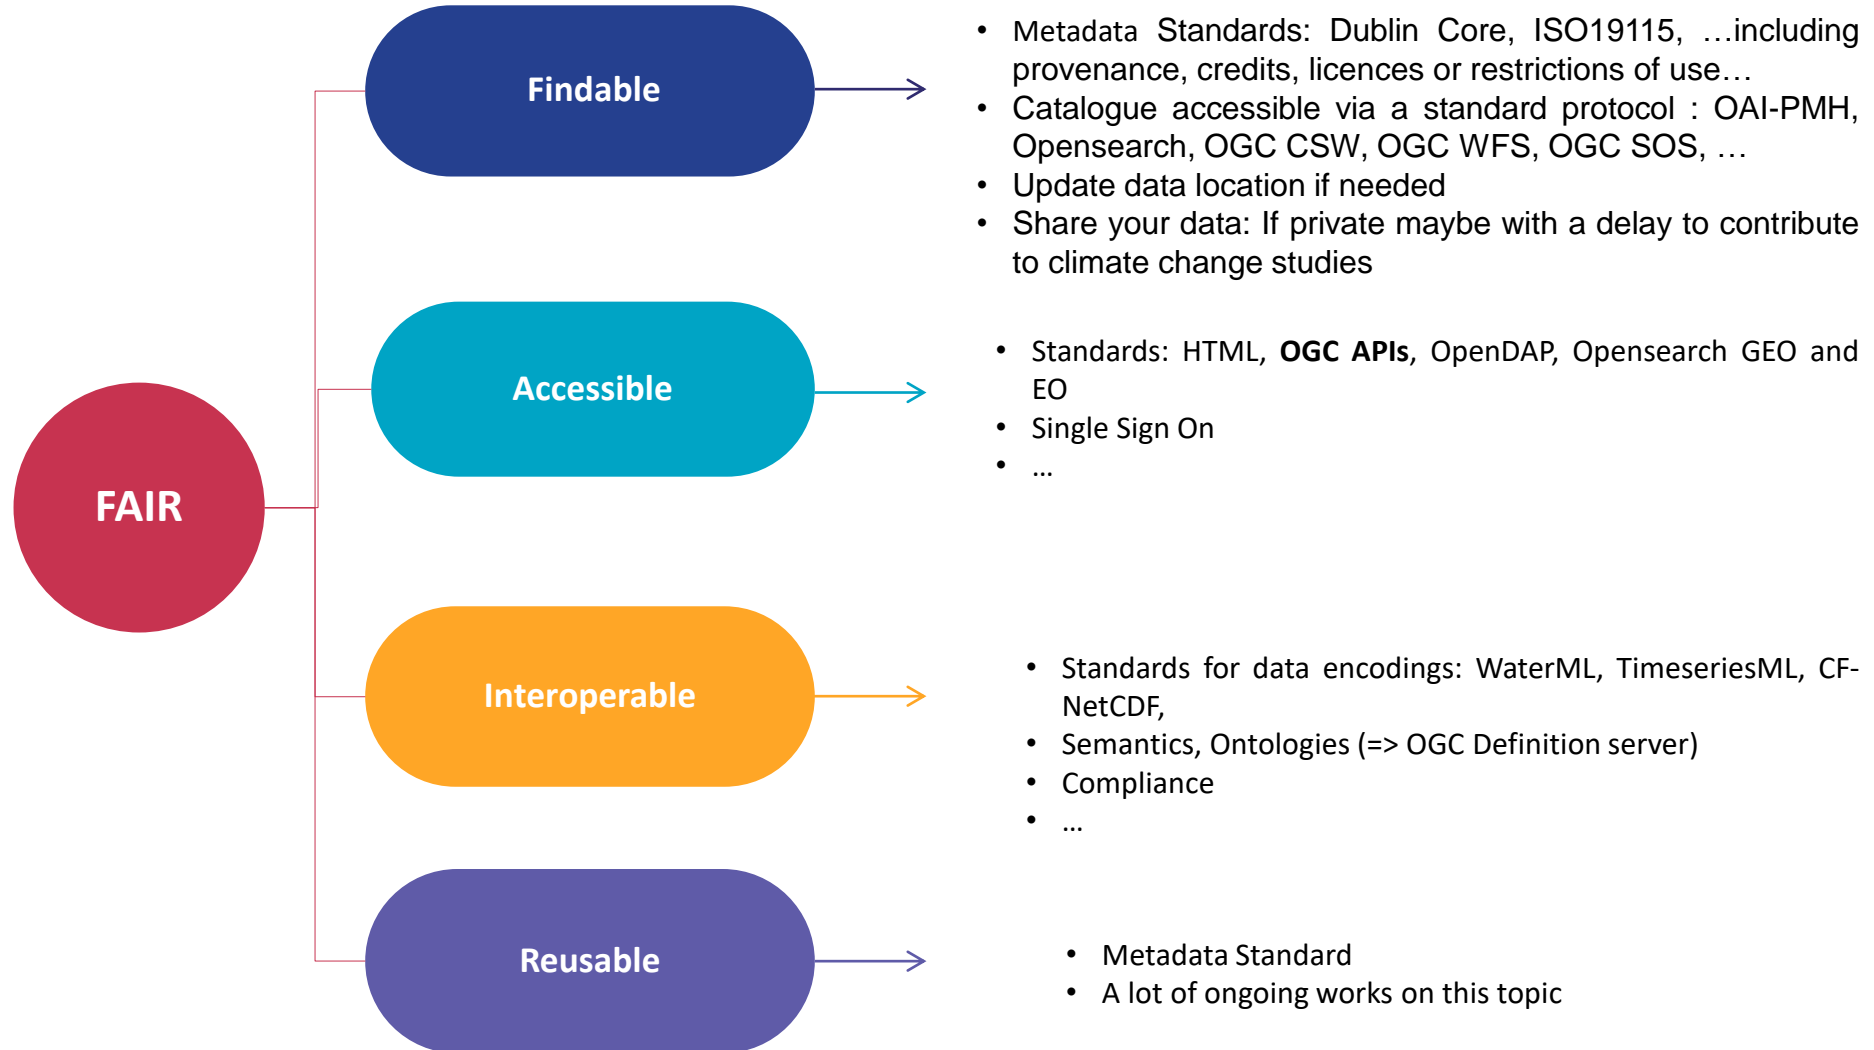 FAIR
Findable
• Metadata Standards: Dublin Core, ISO19115, …including
provenance, credits, licences or restrictions of use…
• Catalogue accessible via a standard protocol : OAI-PMH,
Opensearch, OGC CSW, OGC WFS, OGC SOS, …
• Update data location if needed
• Share your data: If private maybe with a delay to contribute
to climate change studies
Accessible
• Standards: HTML, OGC APIs, OpenDAP, Opensearch GEO and
EO
• Single Sign On
• …
Interoperable
• Standards for data encodings: WaterML, TimeseriesML, CF-
NetCDF,
• Semantics, Ontologies (=> OGC Definition server)
• Compliance
• …
Reusable
• Metadata Standard
• A lot of ongoing works on this topic